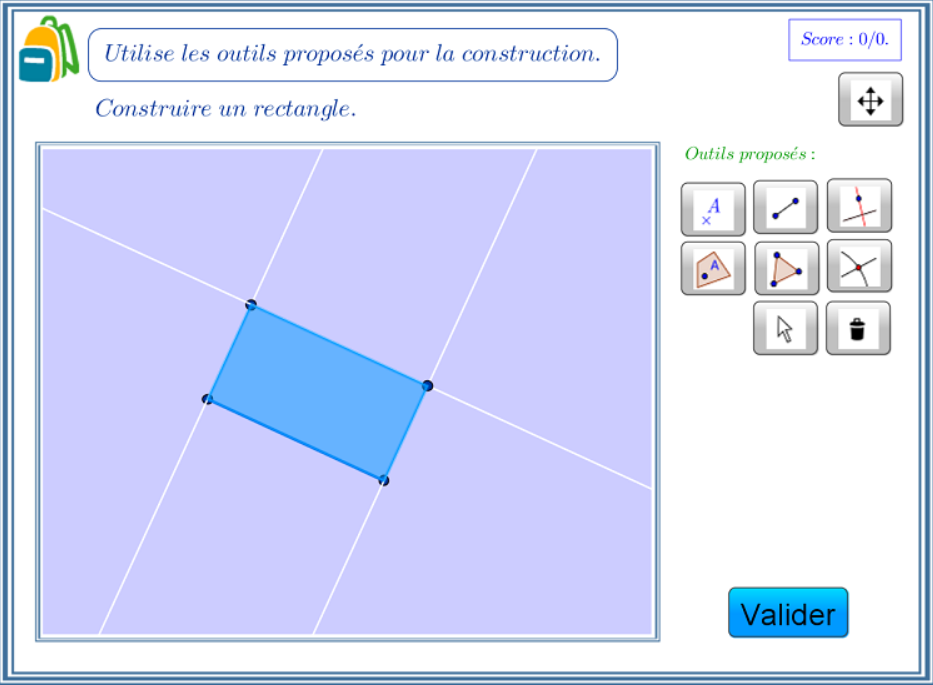 Utilise les outils proposés pour la construction.
Score : 0/0.
Construire un rectangle.
Outils proposés :
A
A
Valider